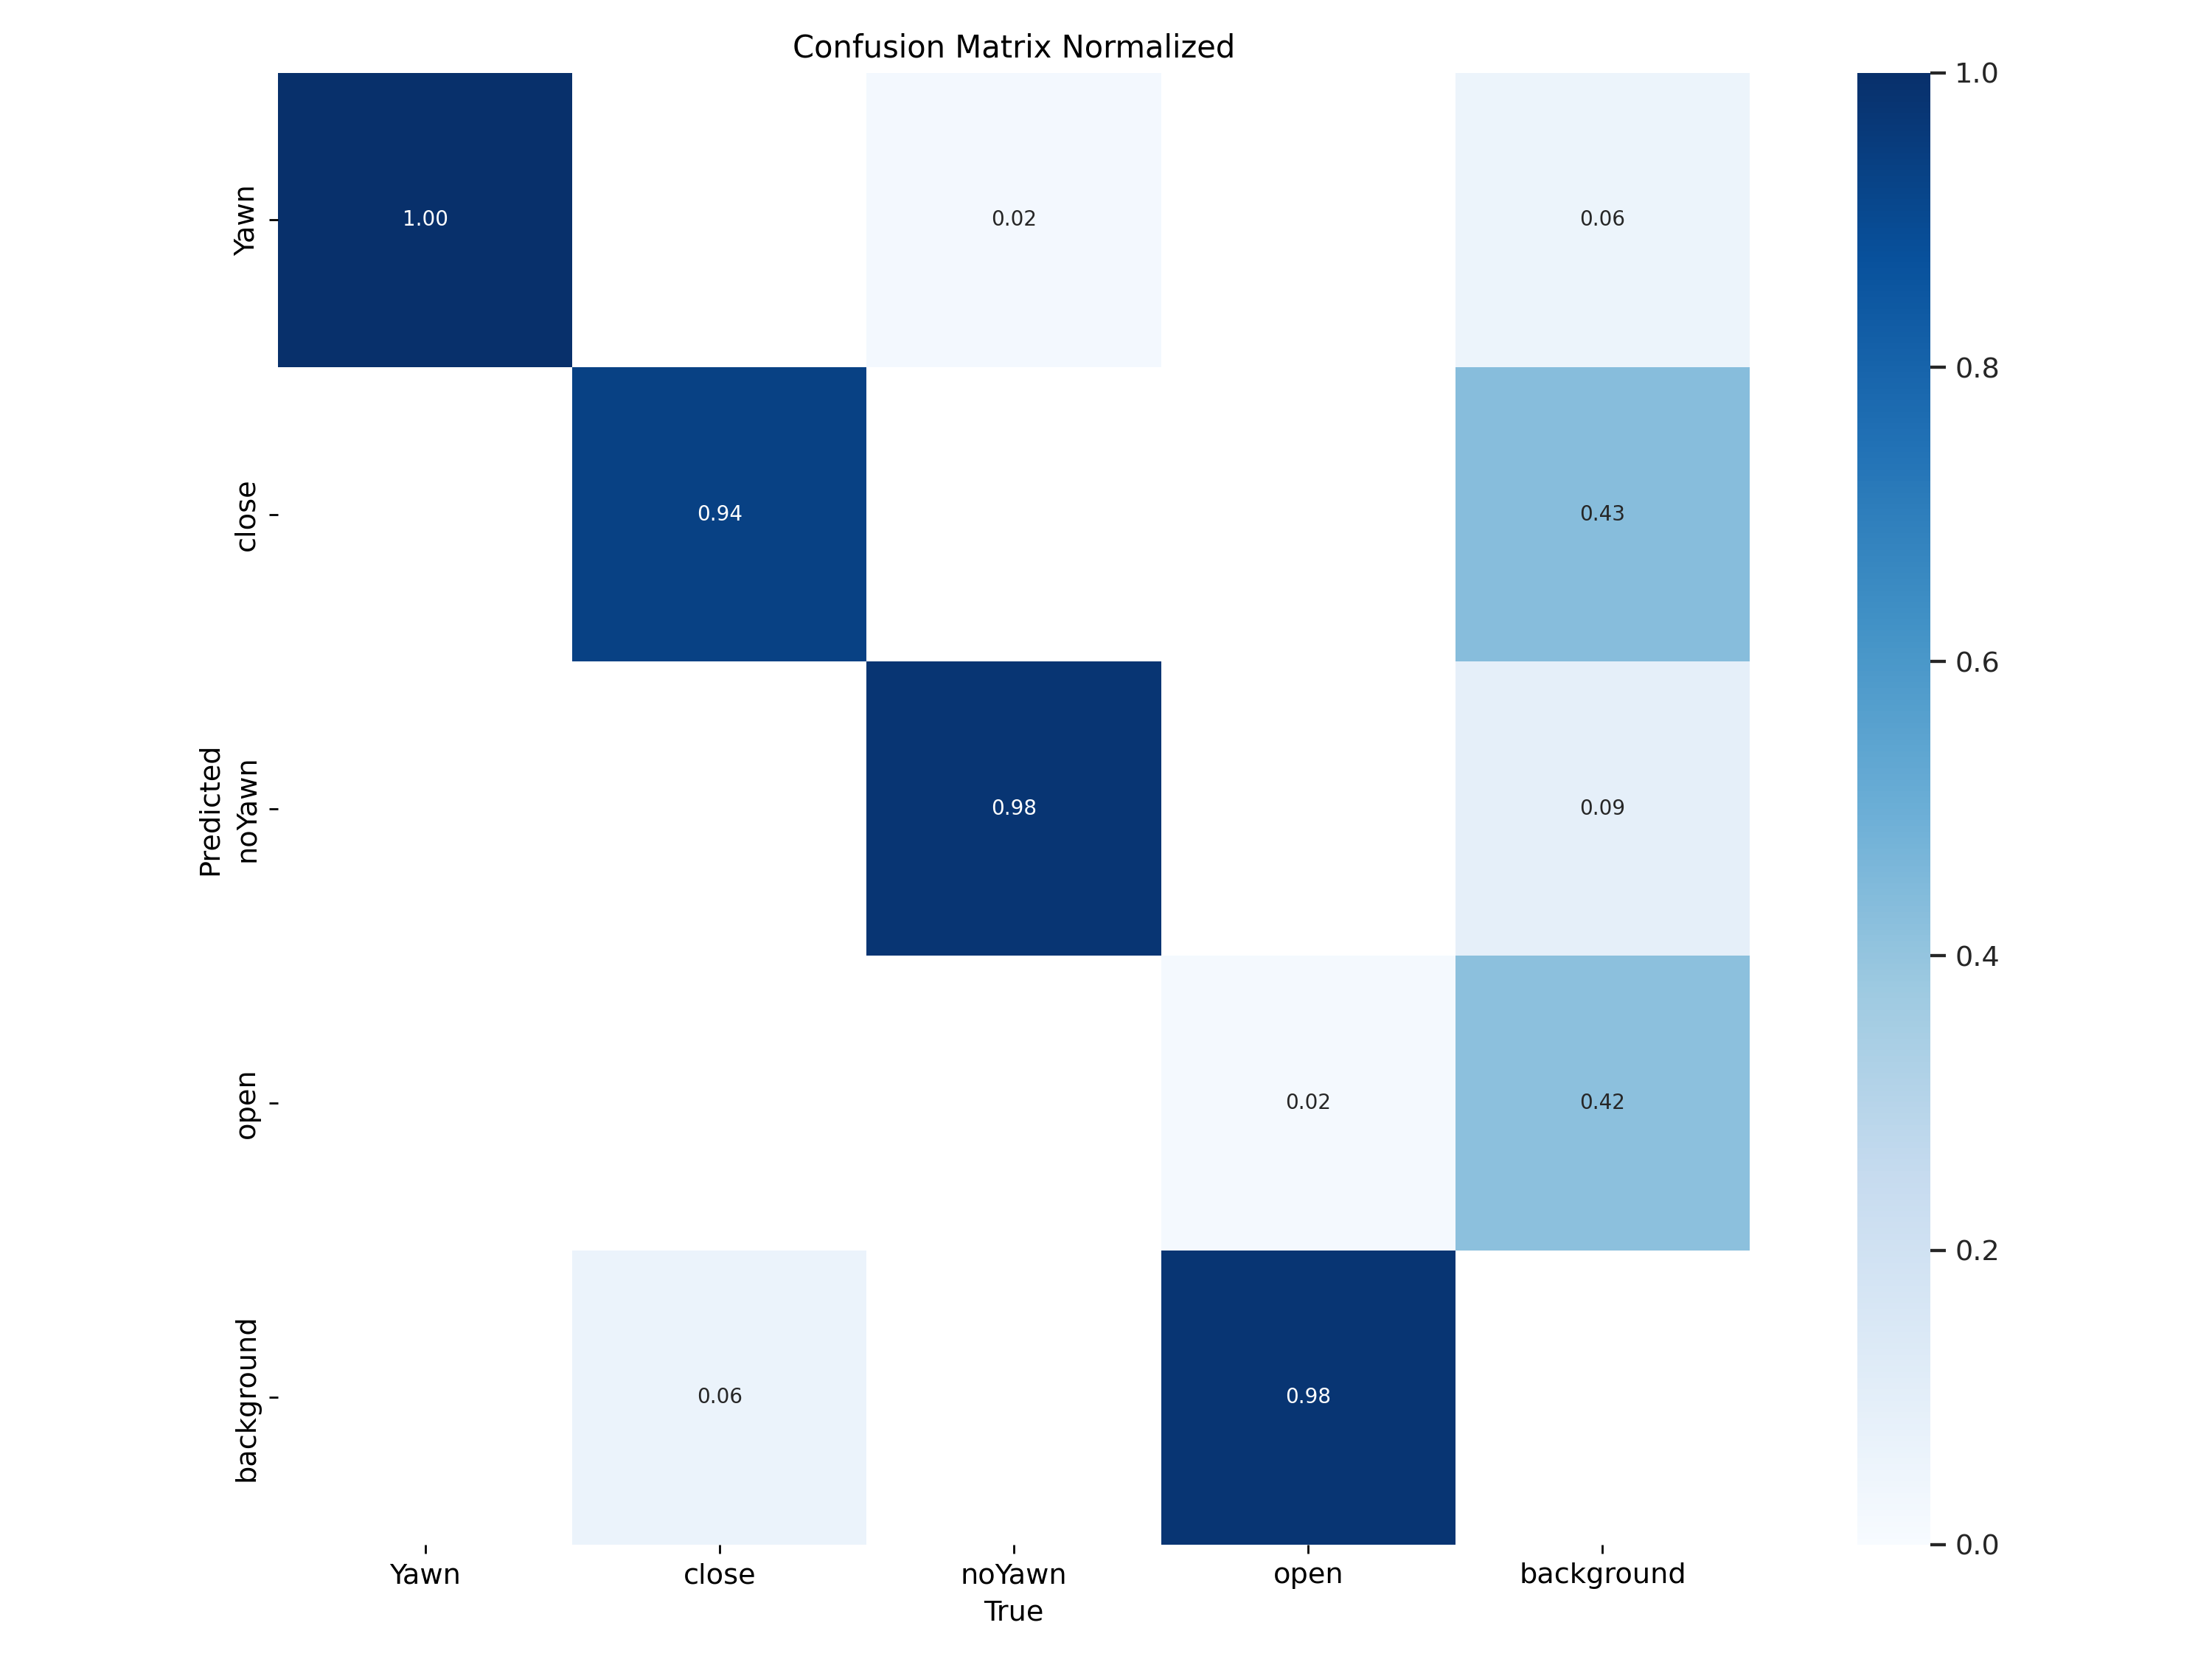 Confusion Matrix Normalized
1.0
Yawn
1.00
0.02
0.06
0.8
close
0.94
0.43
0.6
Predicted
noYawn
0.98
0.09
0.4
open
0.02
0.42
0.2
background
0.06
0.98
0.0
Yawn
close
noYawn
open
background
True